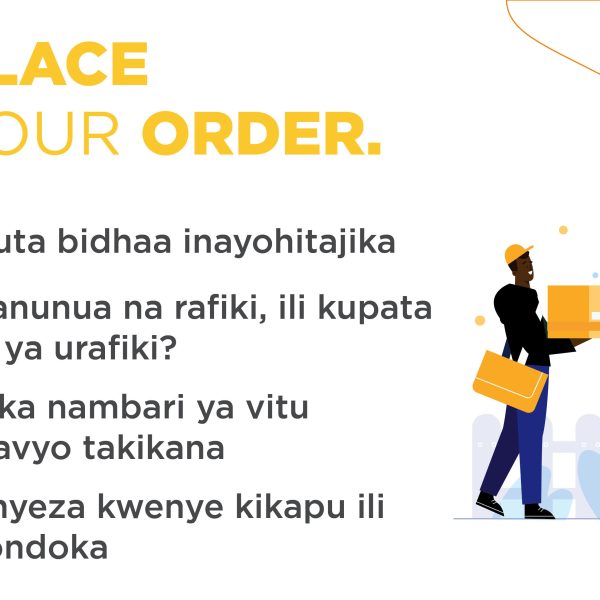 LACE
OUR ORDER.
uta bidhaa inayohitajika
anunua na rafiki, ili kupata
ya urafiki?
ka nambari ya vitu
avyo takikana
nyeza kwenye kikapu ili
ondoka